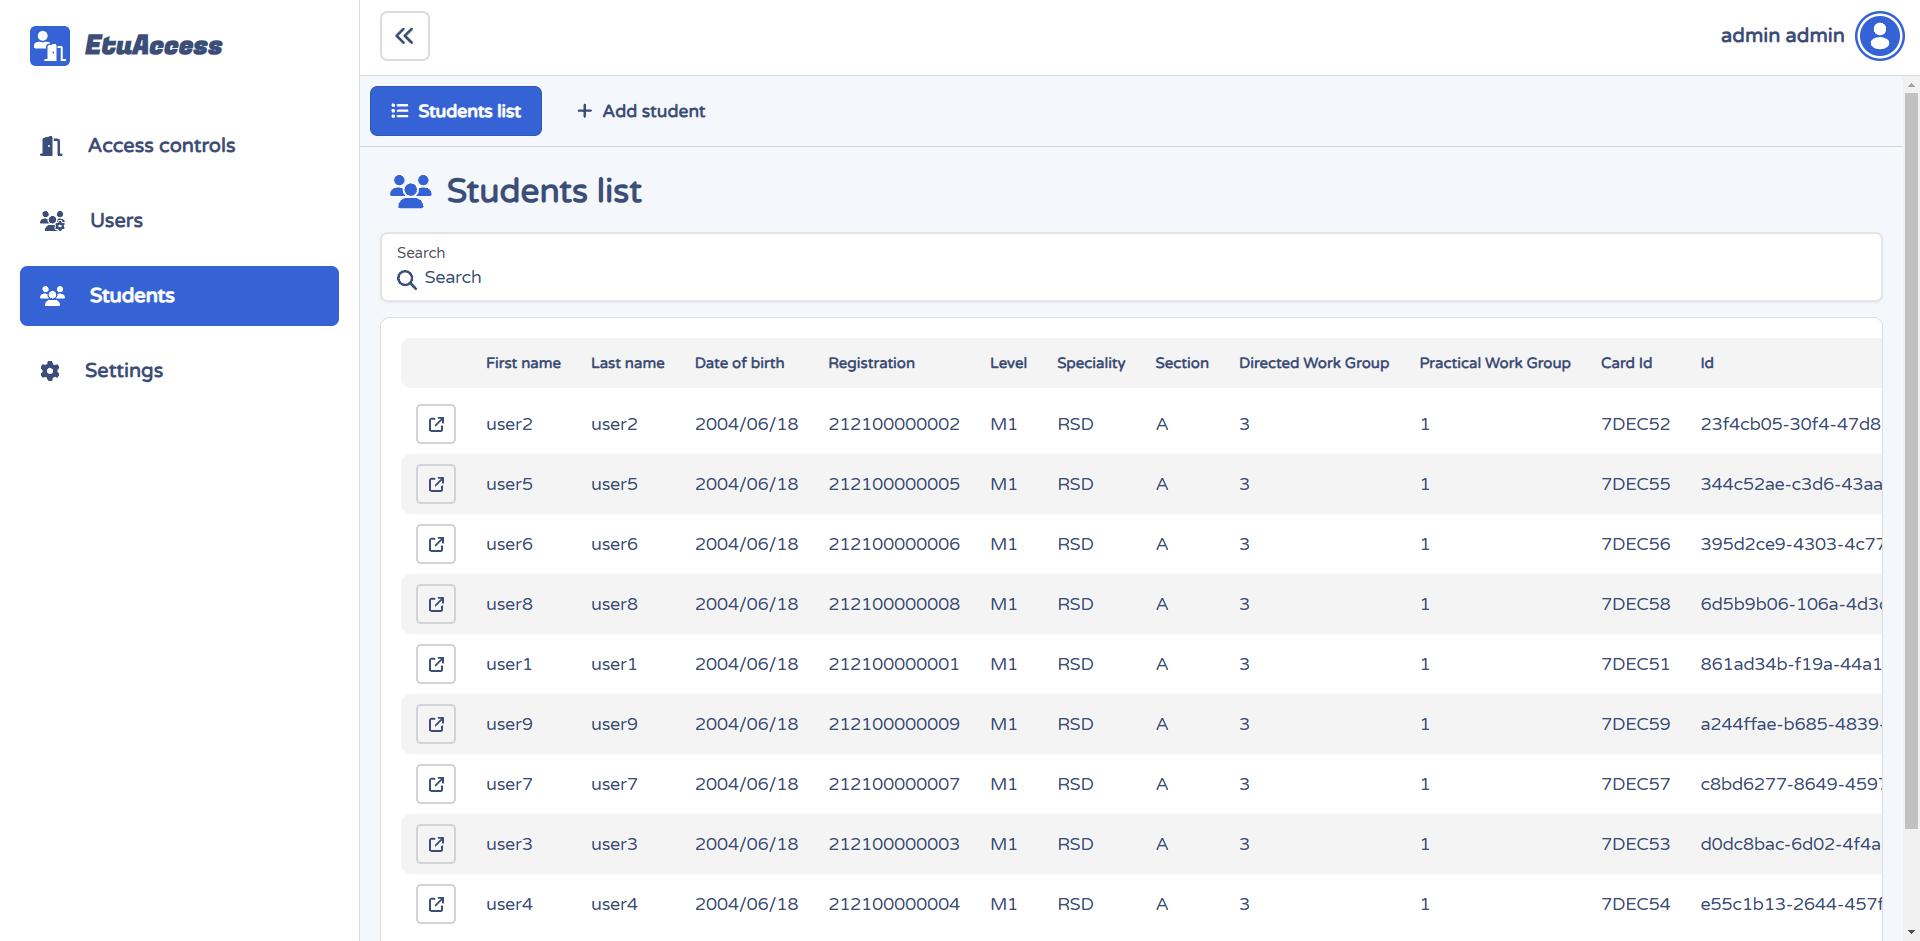 EtuAccess
admin admin
Access controls
Users
Students
Settings
Students list
Add student
Students list
Search
Search
First name Last name Date of birth Registration Level Speciality Section Directed Work Group Practical Work Group Card Id Id
user2 user2 2004/06/18 212100000002 M1 RSD A 3 1 7DEC52 23f4cb05-30f4-47d8
user5 user5 2004/06/18 212100000005 M1 RSD A 3 1 7DEC55 344c52ae-c3d6-43aa
user6 user6 2004/06/18 212100000006 M1 RSD A 3 1 7DEC56 395d2ce9-4303-4c77
user8 user8 2004/06/18 212100000008 M1 RSD A 3 1 7DEC58 6d5b9b06-106a-4d3c
user1 user1 2004/06/18 212100000001 M1 RSD A 3 1 7DEC51 861ad34b-f19a-44a1
user9 user9 2004/06/18 212100000009 M1 RSD A 3 1 7DEC59 a244ffae-b685-4839-
user7 user7 2004/06/18 212100000007 M1 RSD A 3 1 7DEC57 c8bd6277-8649-4597
user3 user3 2004/06/18 212100000003 M1 RSD A 3 1 7DEC53 d0dc8bac-6d02-4f4a
user4 user4 2004/06/18 212100000004 M1 RSD A 3 1 7DEC54 e55c1b13-2644-457f